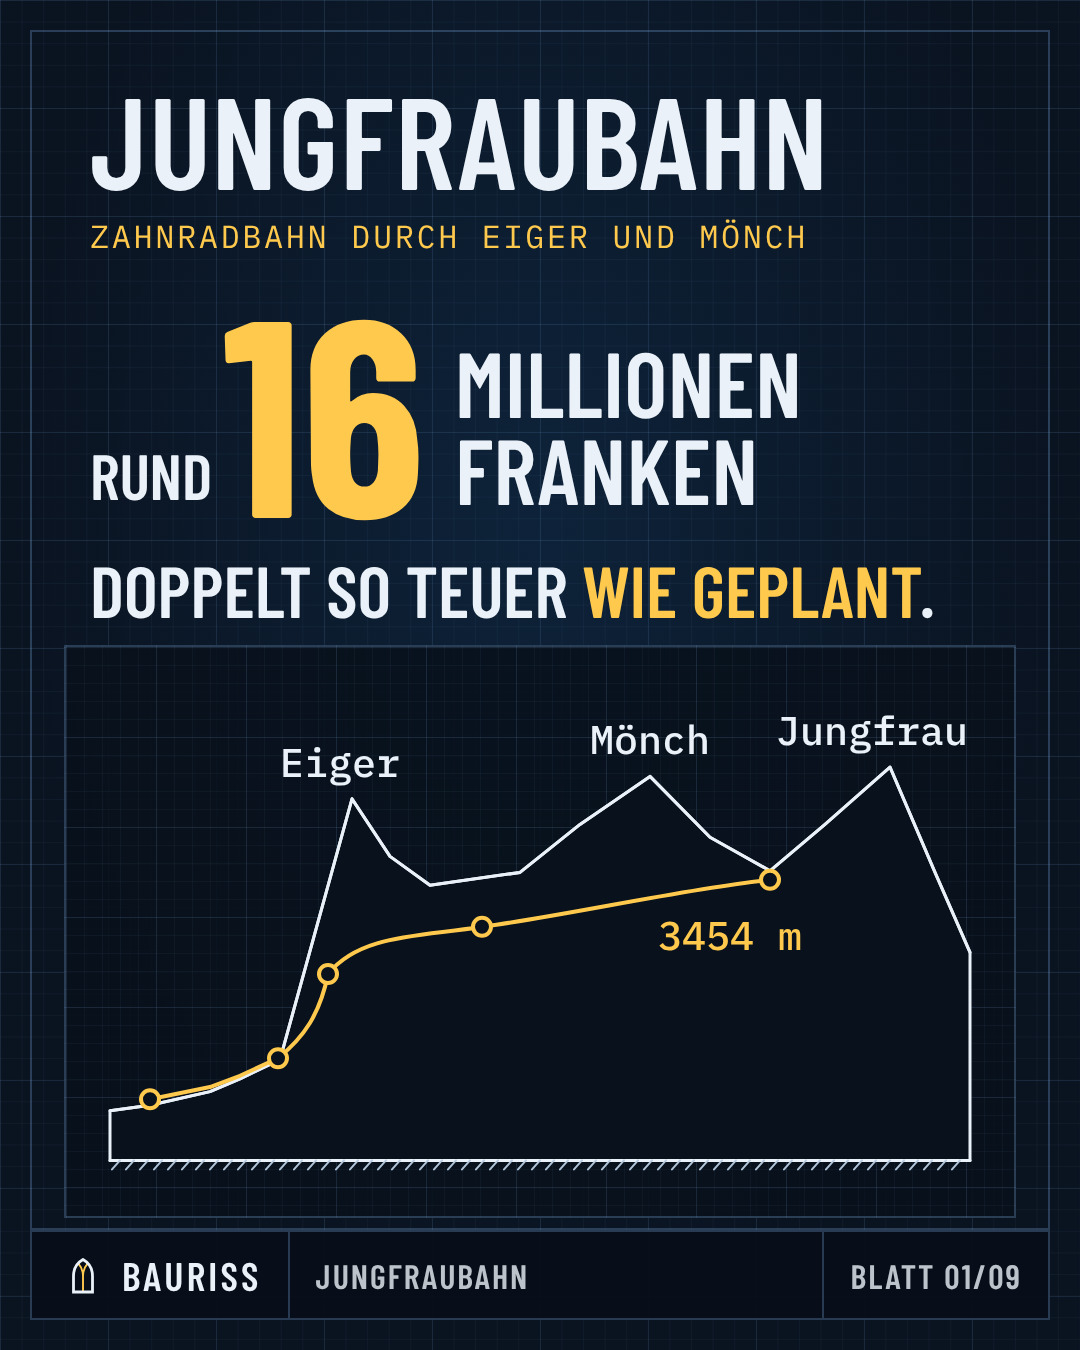 JUNGFRAUBAHN
ZAHNRADBAHN DURCH EIGER UND MÖNCH
RUND 16 MILLIONEN
FRANKEN
DOPPELT SO TEUER WIE GEPLANT.
Eiger
Mönch
Jungfrau
3454 m
BAURISS
JUNGFRAUBAHN
BLATT 01/09